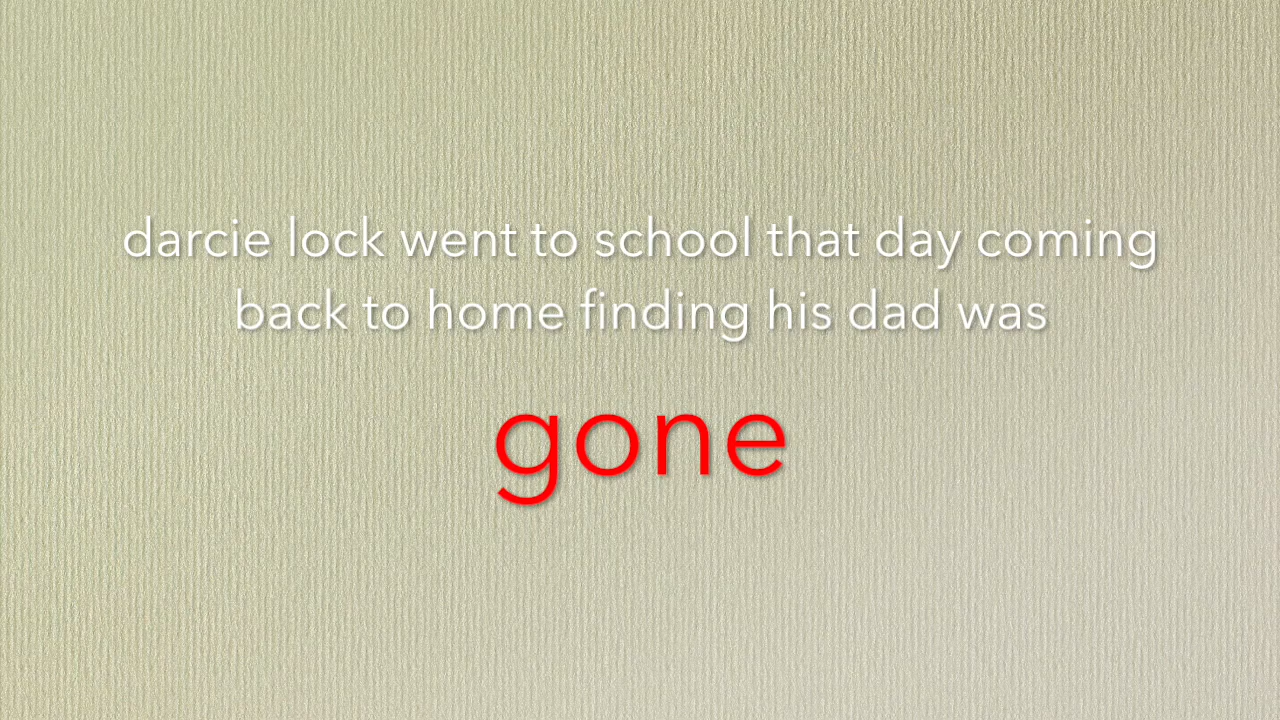 darcie lock went to school that day coming
back to home finding his dad was
gone